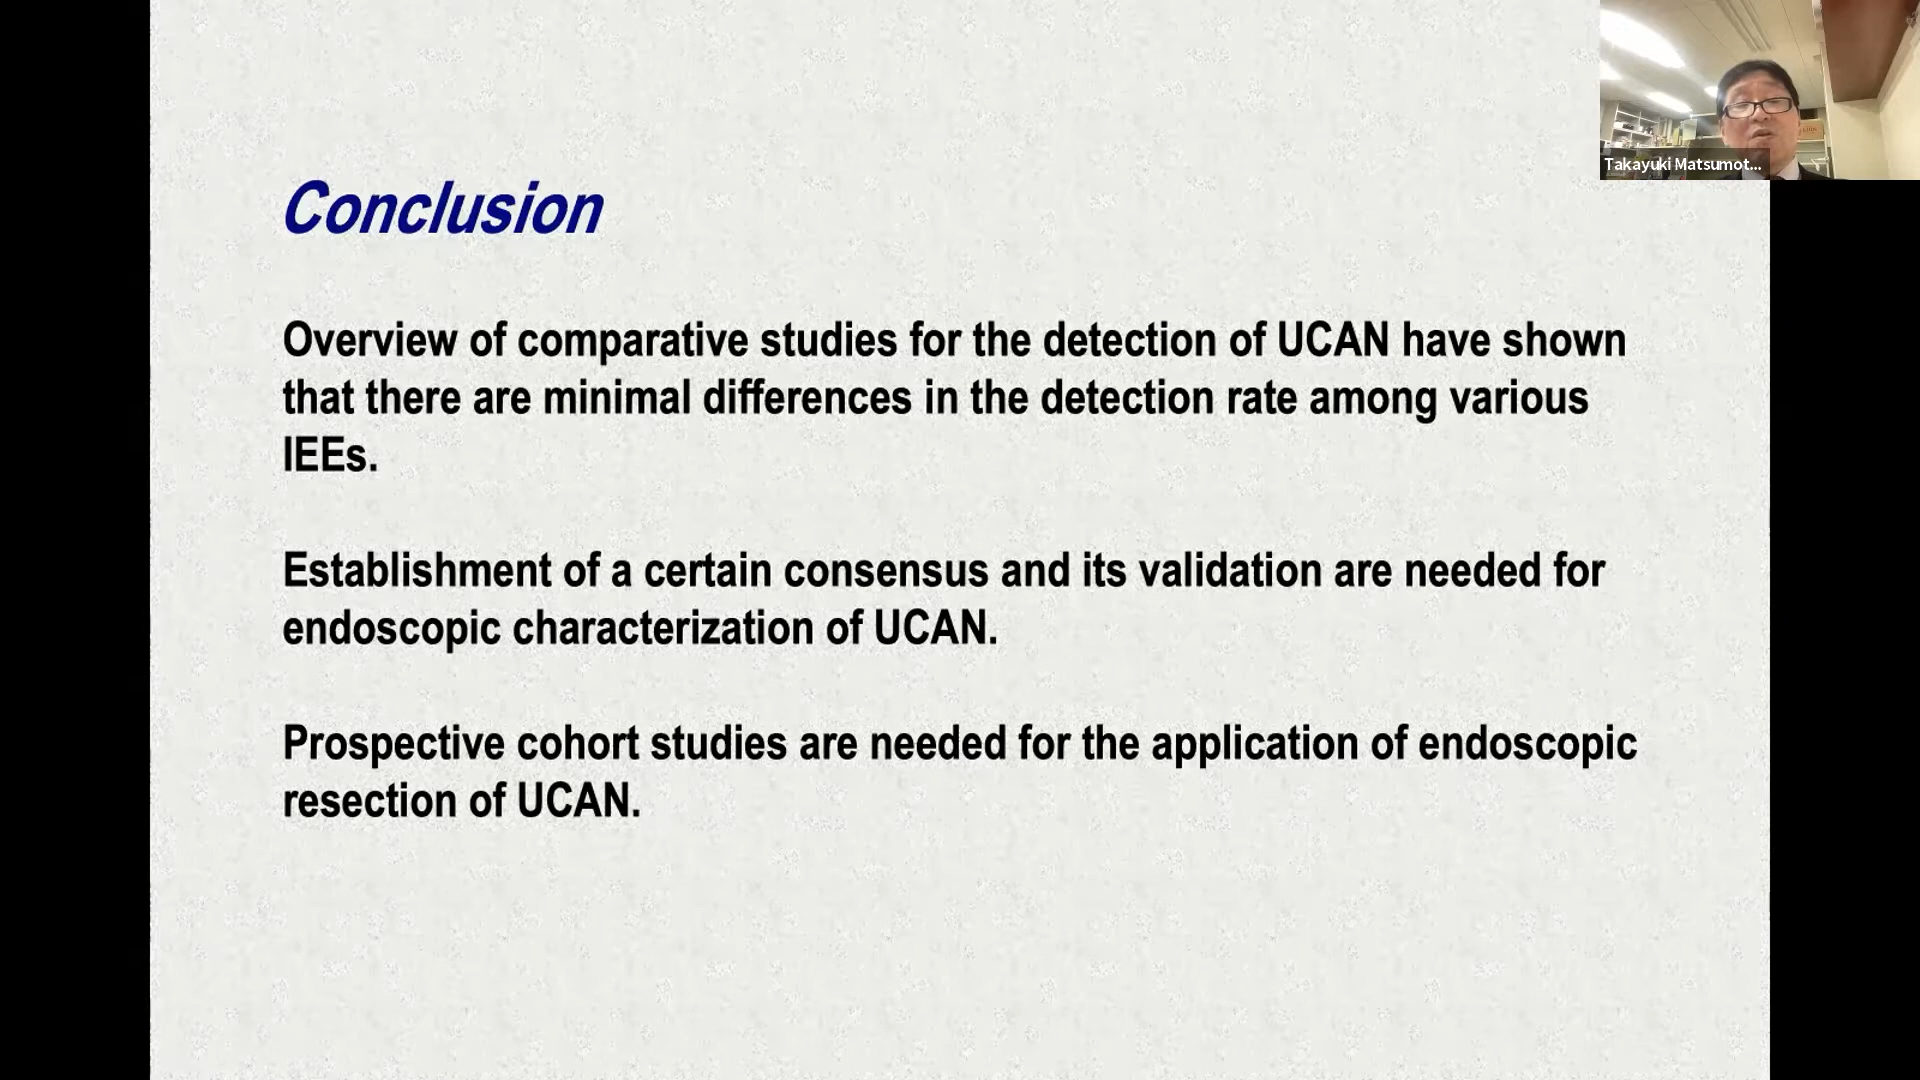 Takayuki Matsumot...
Conclusion
Overview of comparative studies for the detection of UCAN have shown
that there are minimal differences in the detection rate among various
IEEs.
Establishment of a certain consensus and its validation are needed for
endoscopic characterization of UCAN.
Prospective cohort studies are needed for the application of endoscopic
resection of UCAN.